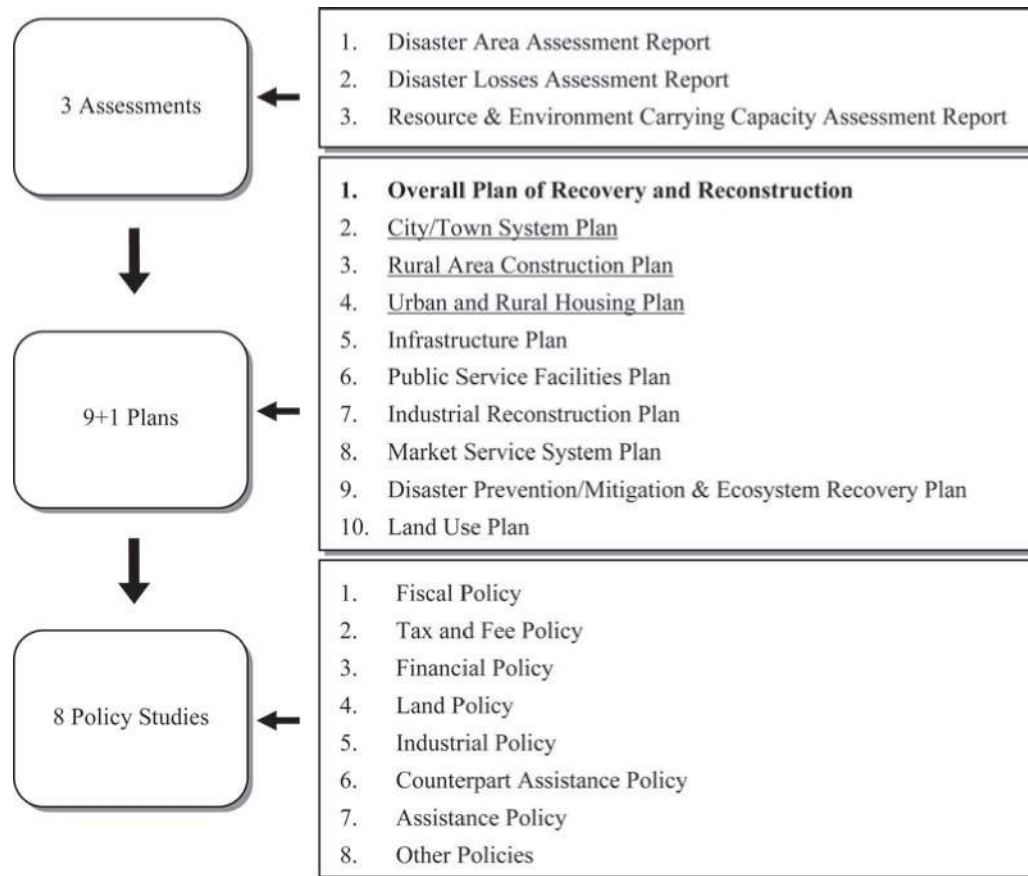 3 Assessments
1. Disaster Area Assessment Report
2. Disaster Losses Assessment Report
3. Resource & Environment Carrying Capacity Assessment Report
9+1 Plans
1. Overall Plan of Recovery and Reconstruction
2. City/Town System Plan
3. Rural Area Construction Plan
4. Urban and Rural Housing Plan
5. Infrastructure Plan
6. Public Service Facilities Plan
7. Industrial Reconstruction Plan
8. Market Service System Plan
9. Disaster Prevention/Mitigation & Ecosystem Recovery Plan
10. Land Use Plan
8 Policy Studies
1. Fiscal Policy
2. Tax and Fee Policy
3. Financial Policy
4. Land Policy
5. Industrial Policy
6. Counterpart Assistance Policy
7. Assistance Policy
8. Other Policies